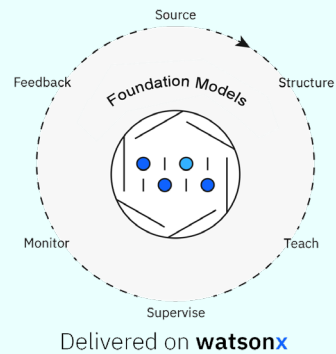 Source
Feedback
Structure
Foundation Models
Monitor
Teach
Supervise
Delivered on watsonx